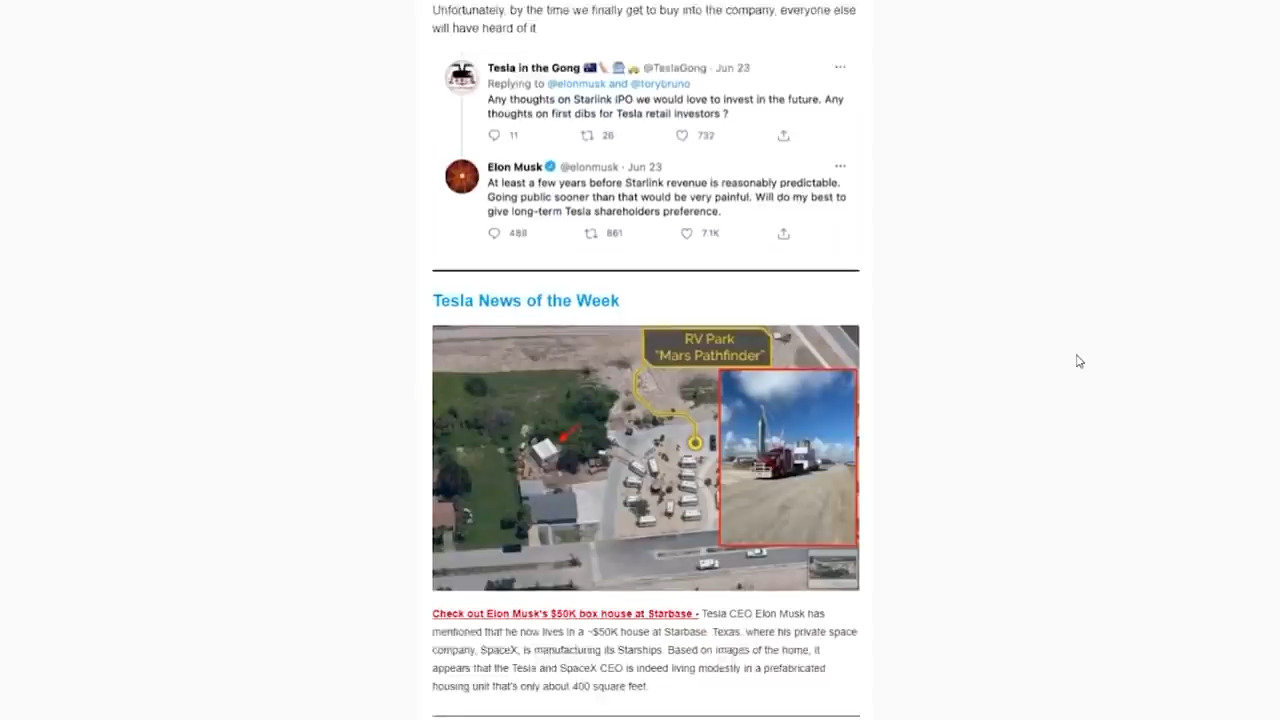 Unfortunately, by the time we finally get to buy into the company, everyone else
will have heard of it
Tesla in the Gong @TeslaGong · Jun 23
Replying to @elonmusk and @torybruno
Any thoughts on Starlink IPO we would love to invest in the future. Any
thoughts on first dibs for Tesla retail investors ?
11 26 732
Elon Musk @elonmusk · Jun 23
At least a few years before Starlink revenue is reasonably predictable.
Going public sooner than that would be very painful. Will do my best to
give long-term Tesla shareholders preference.
488 861 7.1K
Tesla News of the Week
RV Park
"Mars Pathfinder"
Check out Elon Musk's $50K box house at Starbase - Tesla CEO Elon Musk has
mentioned that he now lives in a ~$50K house at Starbase, Texas, where his private space
company, SpaceX, is manufacturing its Starships. Based on images of the home, it
appears that the Tesla and SpaceX CEO is indeed living modestly in a prefabricated
housing unit that's only about 400 square feet.